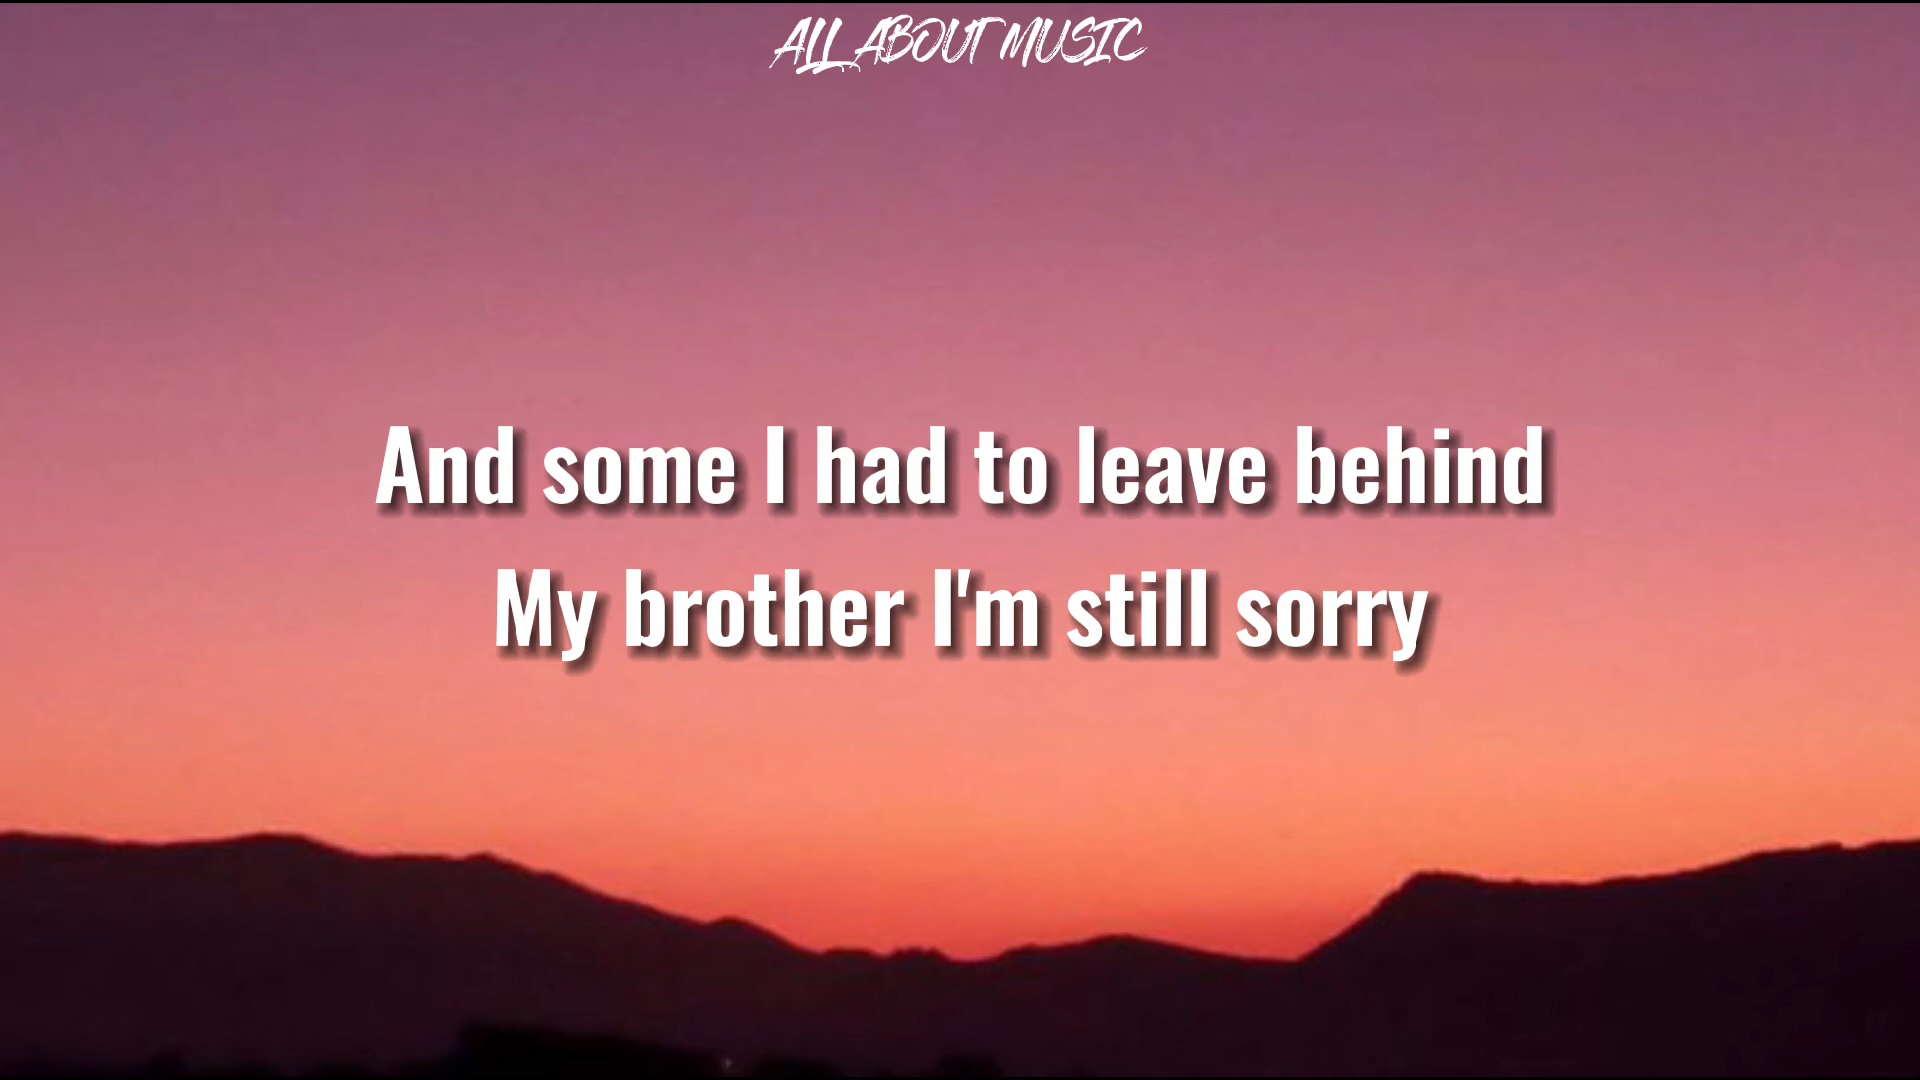 ALL ABOUT MUSIC
And some I had to leave behind
My brother I'm still sorry